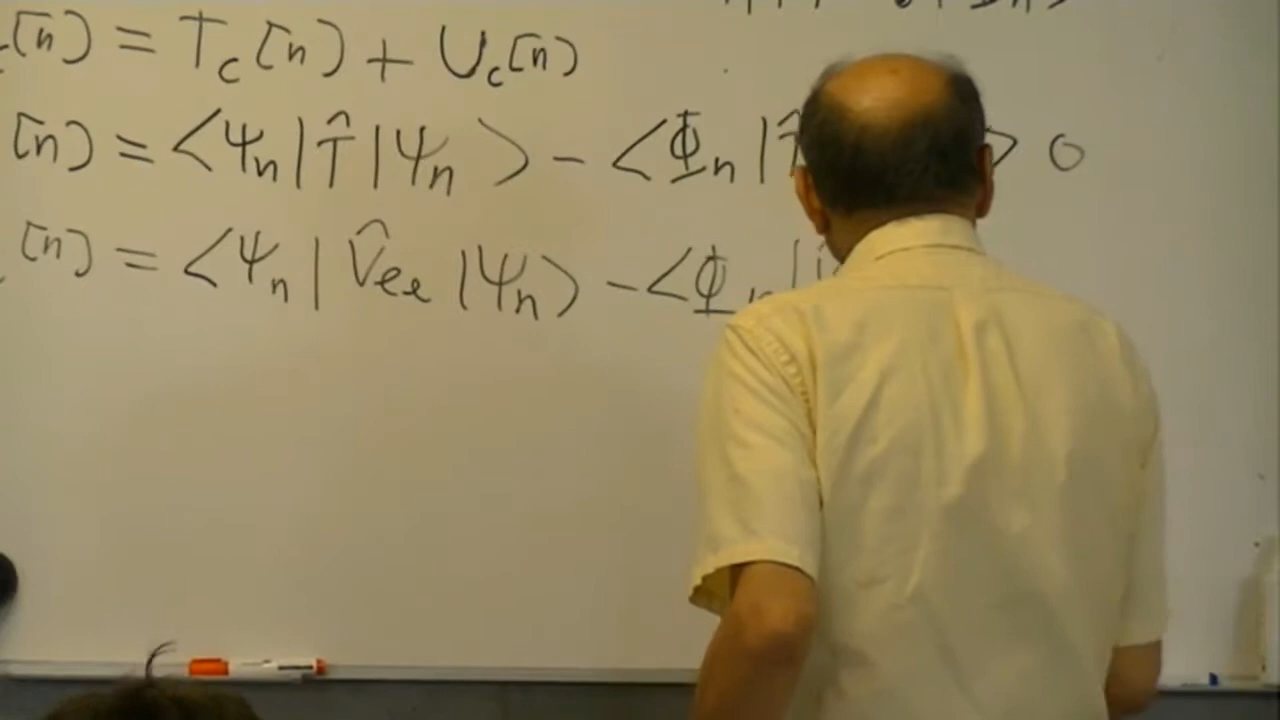 [n] = T_c [n] + U_c [n]
[n] = <Ψ_n | T̂ | Ψ_n > - < Φ_n | T̂ > 0
[n] = <Ψ_n | V̂_ee | Ψ_n> - <Φ_n |